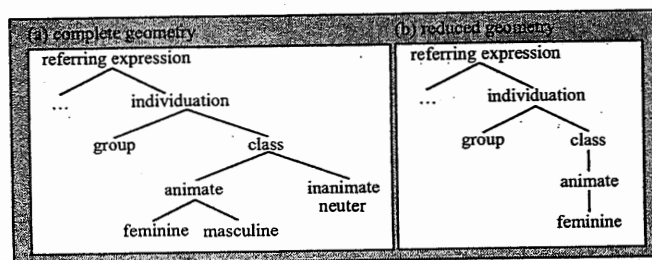 (a) complete geometry
referring expression
...
individuation
group
class
animate
inanimate
neuter
feminine
masculine
(b) reduced geometry
referring expression
...
individuation
group
class
animate
feminine